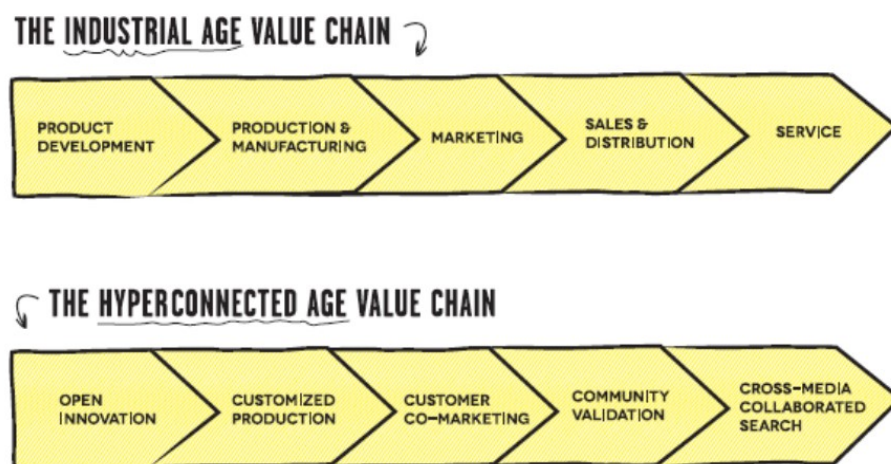 THE INDUSTRIAL AGE VALUE CHAIN
PRODUCT
DEVELOPMENT
PRODUCTION &
MANUFACTURING
MARKETING
SALES &
DISTRIBUTION
SERVICE
THE HYPERCONNECTED AGE VALUE CHAIN
OPEN
INNOVATION
CUSTOMIZED
PRODUCTION
CUSTOMER
CO-MARKETING
COMMUNITY
VALIDATION
CROSS-MEDIA
COLLABORATED
SEARCH